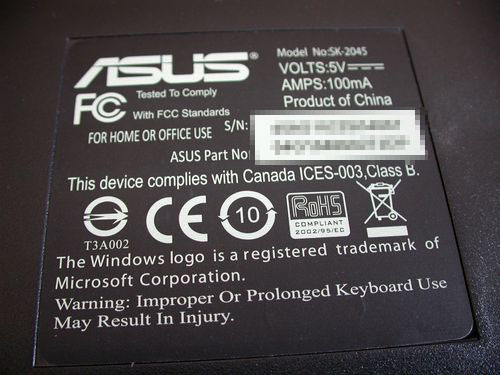 ASUS®
Model No:SK-2045
VOLTS:5V
AMPS:100mA
Product of China
FC Tested To Comply
With FCC Standards
FOR HOME OR OFFICE USE
S/N:
ASUS Part No
This device complies with Canada ICES-003,Class B.
T3A002
CE
10
RoHS
COMPLIANT
2002/95/EC
The Windows logo is a registered trademark of
Microsoft Corporation.
Warning: Improper Or Prolonged Keyboard Use
May Result In Injury.